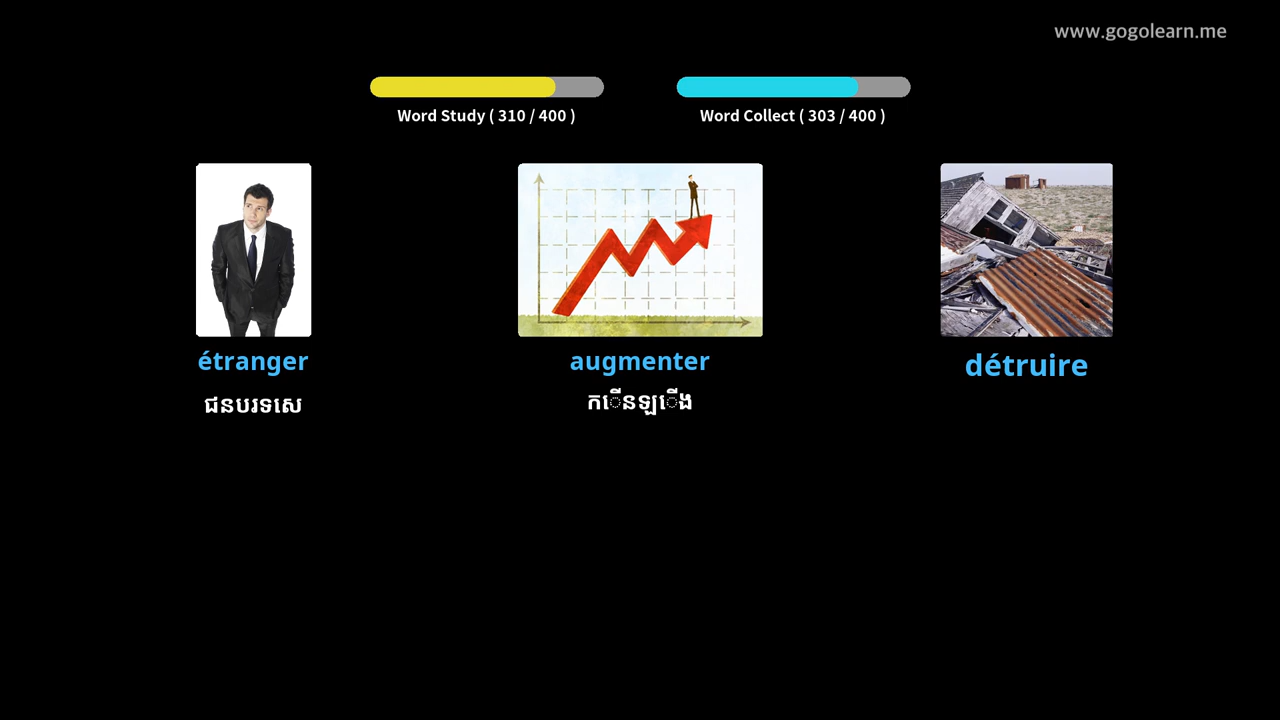 www.gogolearn.me
Word Study ( 310 / 400 )
Word Collect ( 303 / 400 )
étranger
augmenter
détruire
ជនបរទសេ
កើនឡើង